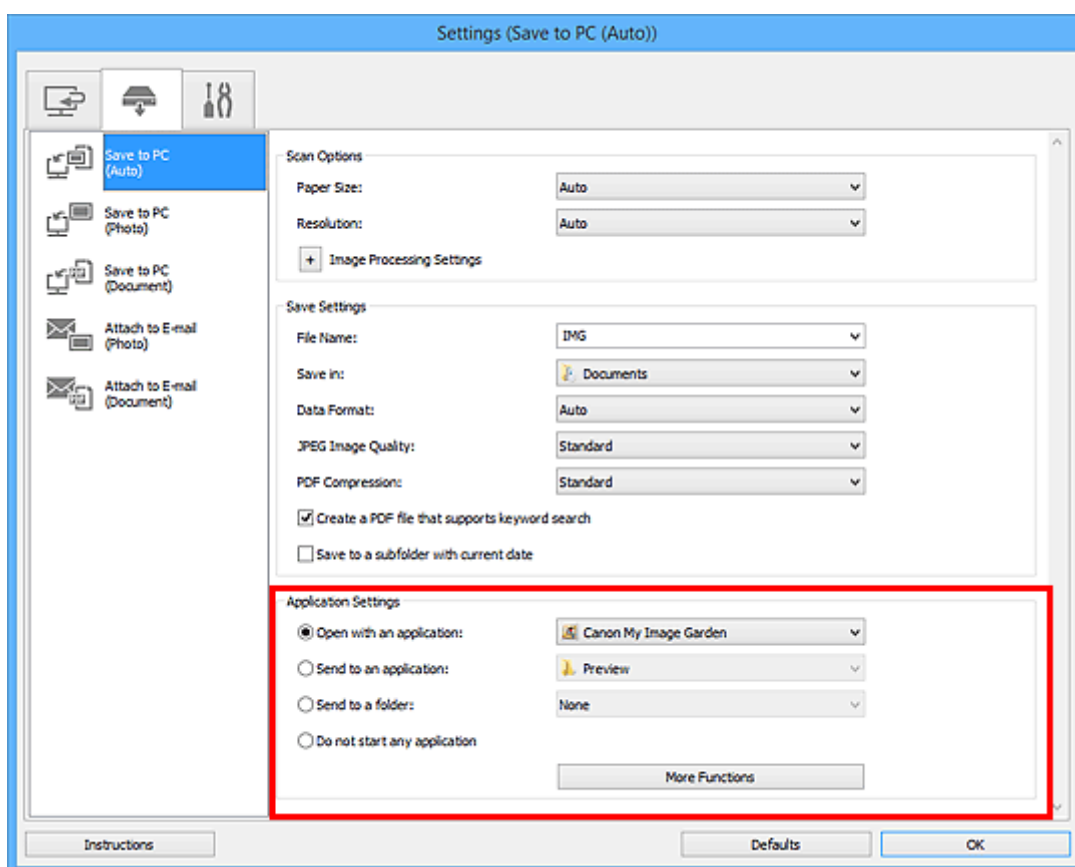 Settings (Save to PC (Auto))
Save to PC
(Auto)
Save to PC
(Photo)
Save to PC
(Document)
Attach to E-mail
(Photo)
Attach to E-mail
(Document)
Scan Options
Paper Size: Auto
Resolution: Auto
+ Image Processing Settings
Save Settings
File Name: IMG
Save in: Documents
Data Format: Auto
JPEG Image Quality: Standard
PDF Compression: Standard
Create a PDF file that supports keyword search
Save to a subfolder with current date
Application Settings
Open with an application: Canon My Image Garden
Send to an application: Preview
Send to a folder: None
Do not start any application
More Functions
Instructions Defaults OK